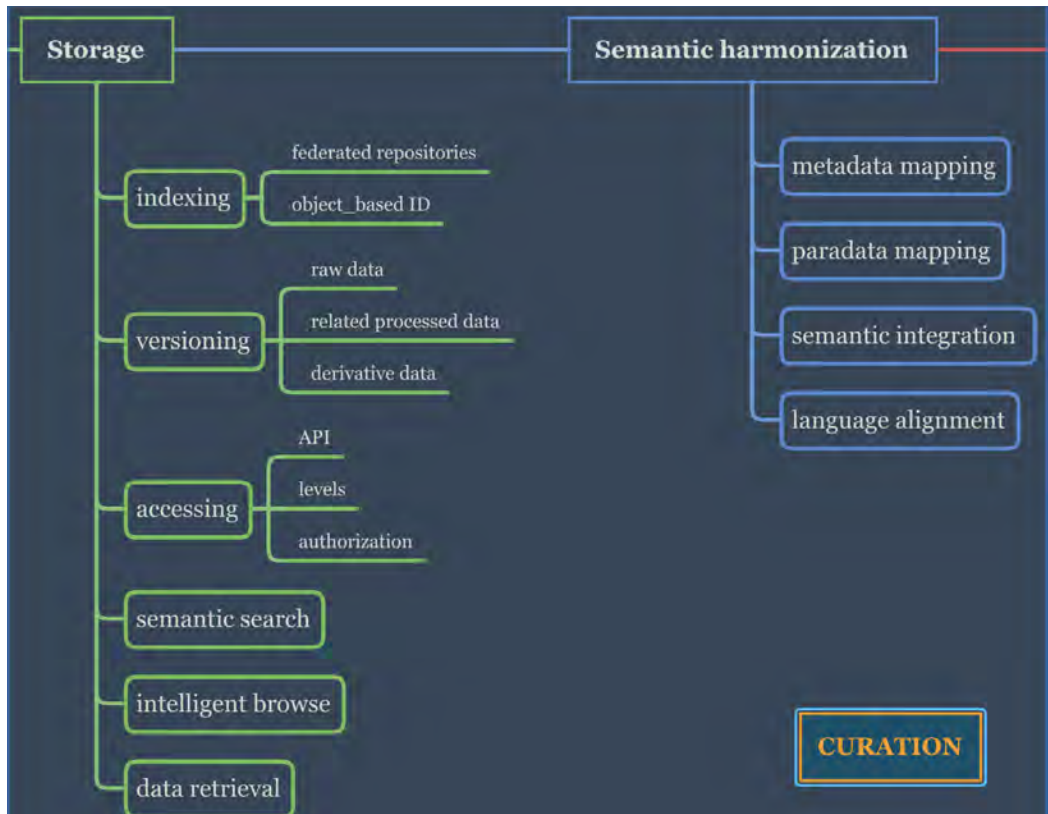 Storage
indexing
federated repositories
object_based ID
versioning
raw data
related processed data
derivative data
accessing
API
levels
authorization
semantic search
intelligent browse
data retrieval
Semantic harmonization
metadata mapping
paradata mapping
semantic integration
language alignment
CURATION